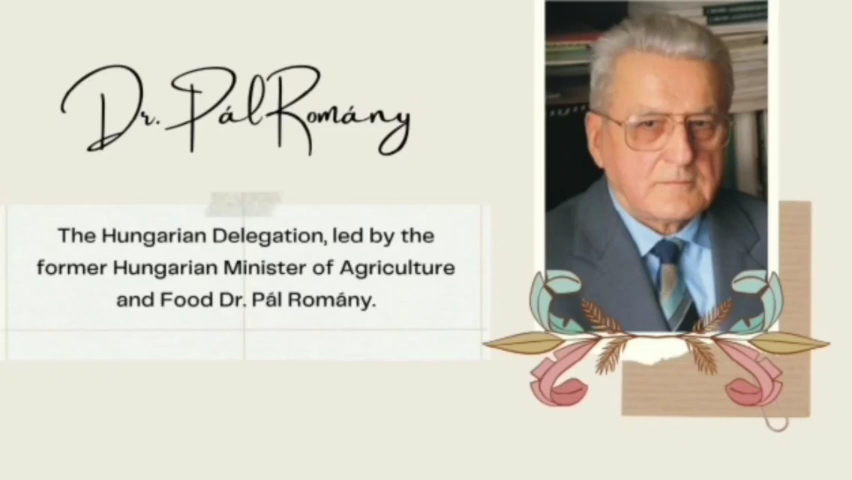 Dr. Pál Romány
The Hungarian Delegation, led by the
former Hungarian Minister of Agriculture
and Food Dr. Pál Romány.